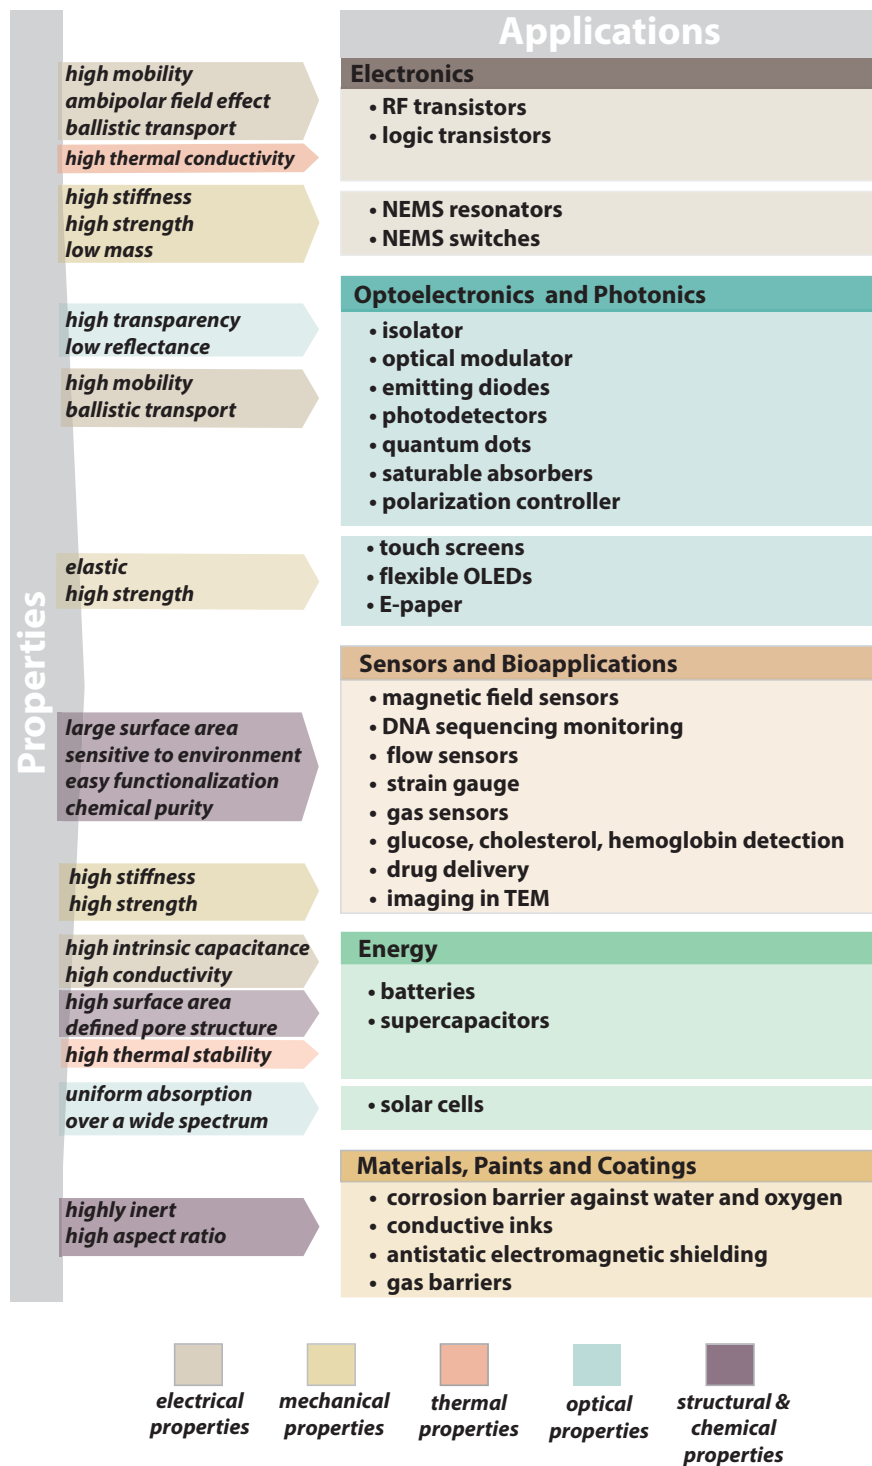 Applications
Properties
high mobility
ambipolar field effect
ballistic transport
high thermal conductivity
Electronics
• RF transistors
• logic transistors
high stiffness
high strength
low mass
• NEMS resonators
• NEMS switches
Optoelectronics and Photonics
high transparency
low reflectance
high mobility
ballistic transport
• isolator
• optical modulator
• emitting diodes
• photodetectors
• quantum dots
• saturable absorbers
• polarization controller
elastic
high strength
• touch screens
• flexible OLEDs
• E-paper
Sensors and Bioapplications
large surface area
sensitive to environment
easy functionalization
chemical purity
high stiffness
high strength
• magnetic field sensors
• DNA sequencing monitoring
• flow sensors
• strain gauge
• gas sensors
• glucose, cholesterol, hemoglobin detection
• drug delivery
• imaging in TEM
Energy
high intrinsic capacitance
high conductivity
high surface area
defined pore structure
high thermal stability
• batteries
• supercapacitors
uniform absorption
over a wide spectrum
• solar cells
Materials, Paints and Coatings
highly inert
high aspect ratio
• corrosion barrier against water and oxygen
• conductive inks
• antistatic electromagnetic shielding
• gas barriers
electrical
properties
mechanical
properties
thermal
properties
optical
properties
structural &
chemical
properties